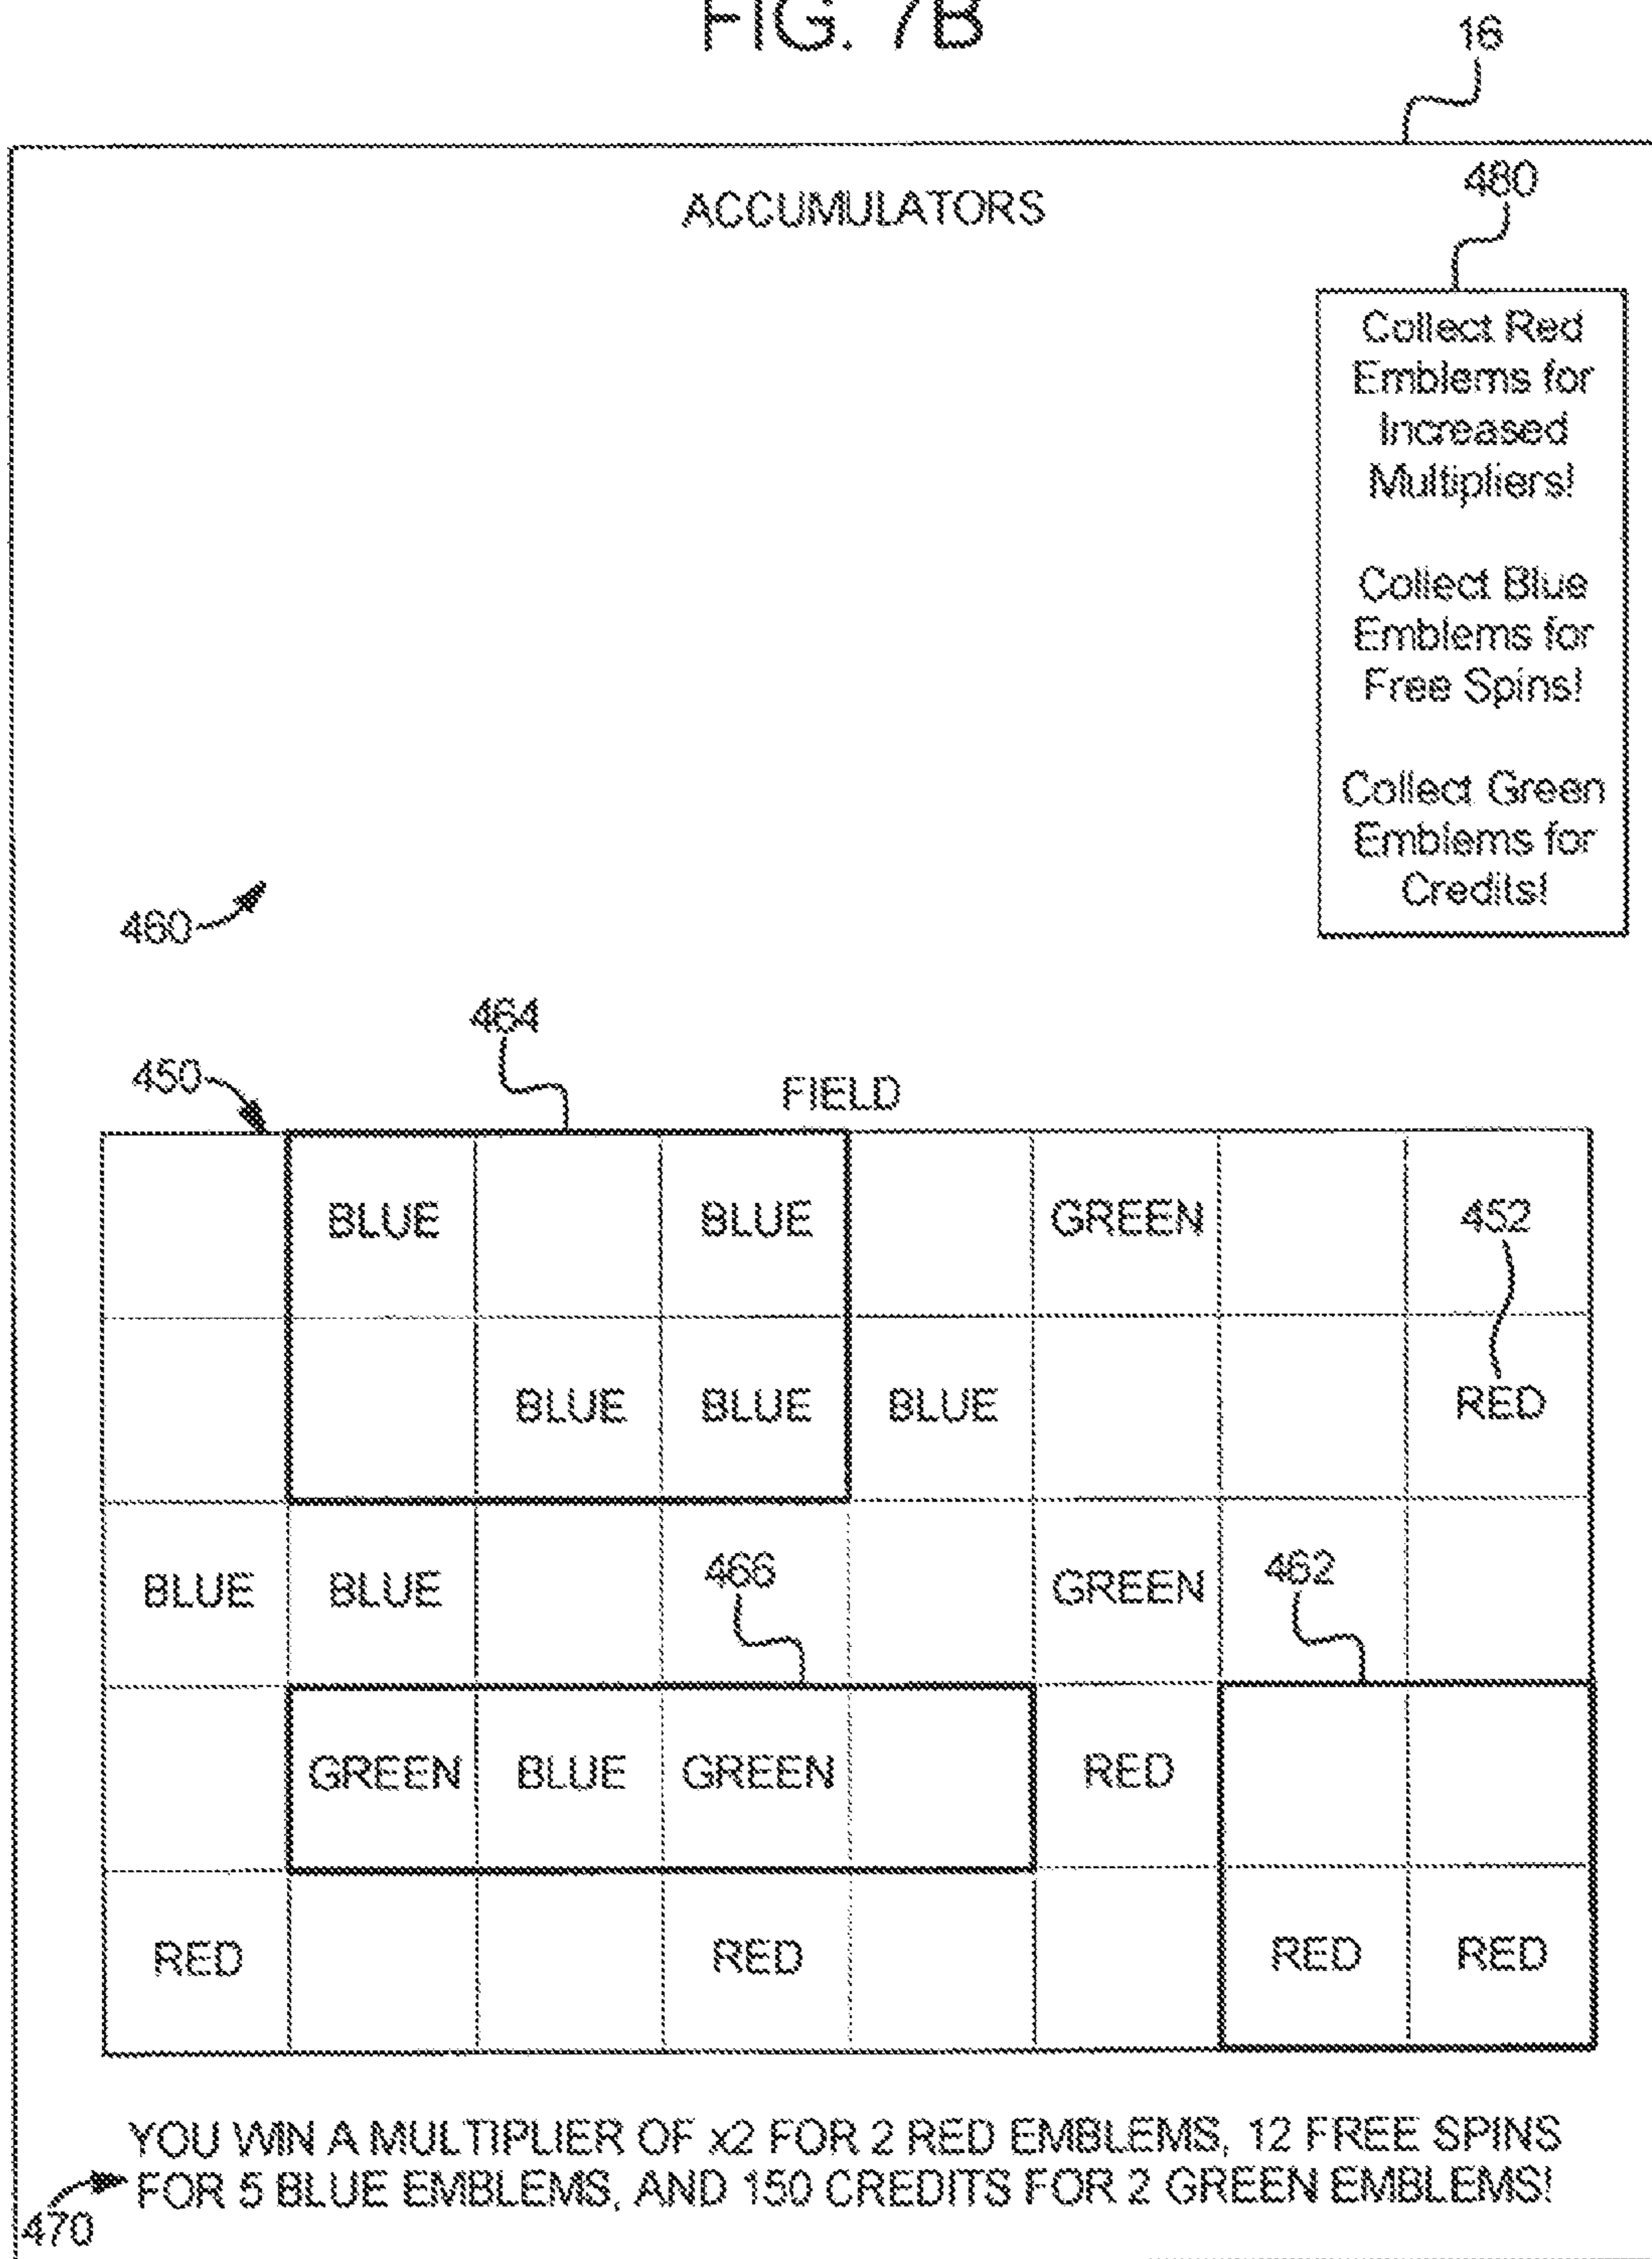 FIG. 7B
16
ACCUMULATORS
480
Collect Red
Emblems for
Increased
Multipliers!
Collect Blue
Emblems for
Free Spins!
Collect Green
Emblems for
Credits!
460
464
450
FIELD
BLUE BLUE GREEN 452
BLUE BLUE BLUE RED
BLUE BLUE 466 GREEN 462
GREEN BLUE GREEN RED
RED RED RED RED
YOU WIN A MULTIPLIER OF x2 FOR 2 RED EMBLEMS, 12 FREE SPINS
FOR 5 BLUE EMBLEMS, AND 150 CREDITS FOR 2 GREEN EMBLEMS!
470